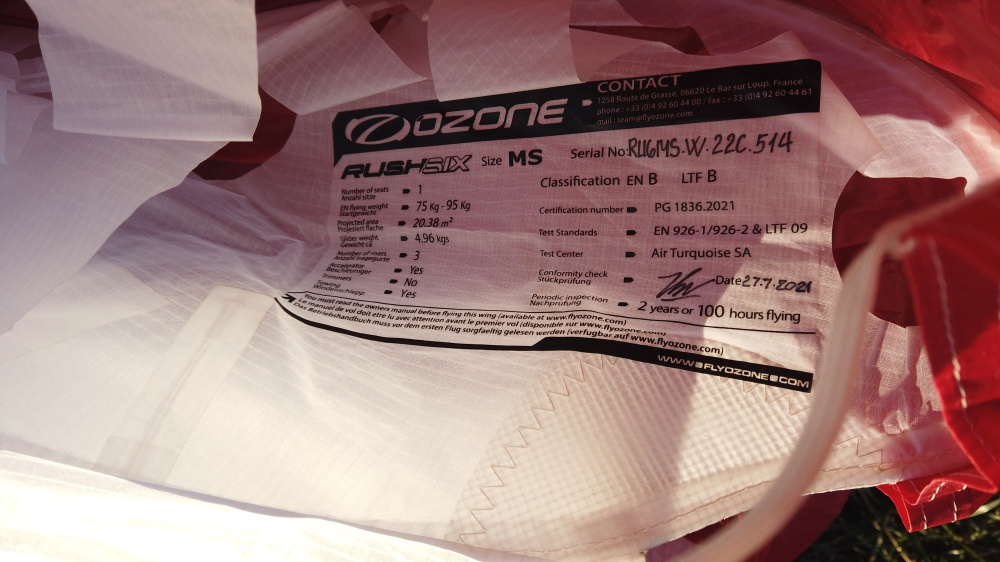 OZONE
CONTACT
1258 Route de Grasse, 06620 Le Bar sur Loup, France
phone : +33 (0)4 92 60 44 00 / fax : +33 (0)4 92 60 44 61
mail : team@flyozone.com
RUSH SIX Size MS Serial No: RU6MS.W.22C.514
Classification EN B LTF B
Number of seats
Anzahl sitze
1
EN flying weight
Startgewicht
75 Kg - 95 Kg
Projected area
Projiziert fläche
20.38 m²
Glider weight
Gewicht ca
4,96 kgs
Number of risers
Anzahl tragegurte
3
Accelerator
Beschleuniger
Yes
Trimmers
No
Towing
Windenschlepp
Yes
Certification number
PG 1836.2021
Test Standards
EN 926-1/926-2 & LTF 09
Test Center
Air Turquoise SA
Conformity check
Stückprüfung
Date 27.7.2021
Periodic inspection
Nachprüfung
2 years or 100 hours flying
You must read the owners manual before flying this wing (available at www.flyozone.com)
Le manuel de vol doit etre lu avec attention avant le premier vol (disponible sur www.flyozone.com)
Das Betriebshandbuch muss vor dem ersten Flug sorgfaeltig gelesen werden (verfugbar auf www.flyozone.com)
WWW.FLYOZONE.COM